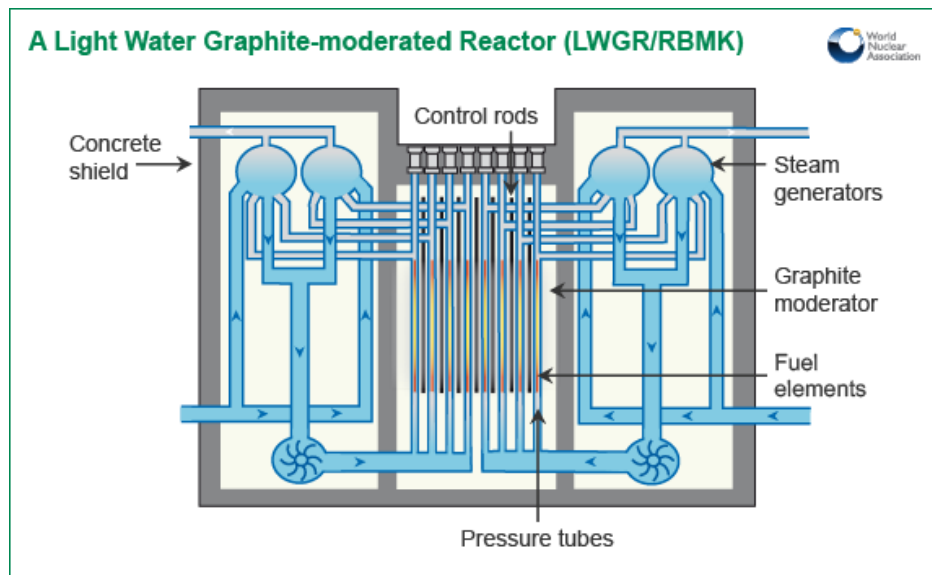 A Light Water Graphite-moderated Reactor (LWGR/RBMK)
World
Nuclear
Association
Control rods
Concrete
shield
Steam
generators
Graphite
moderator
Fuel
elements
Pressure tubes